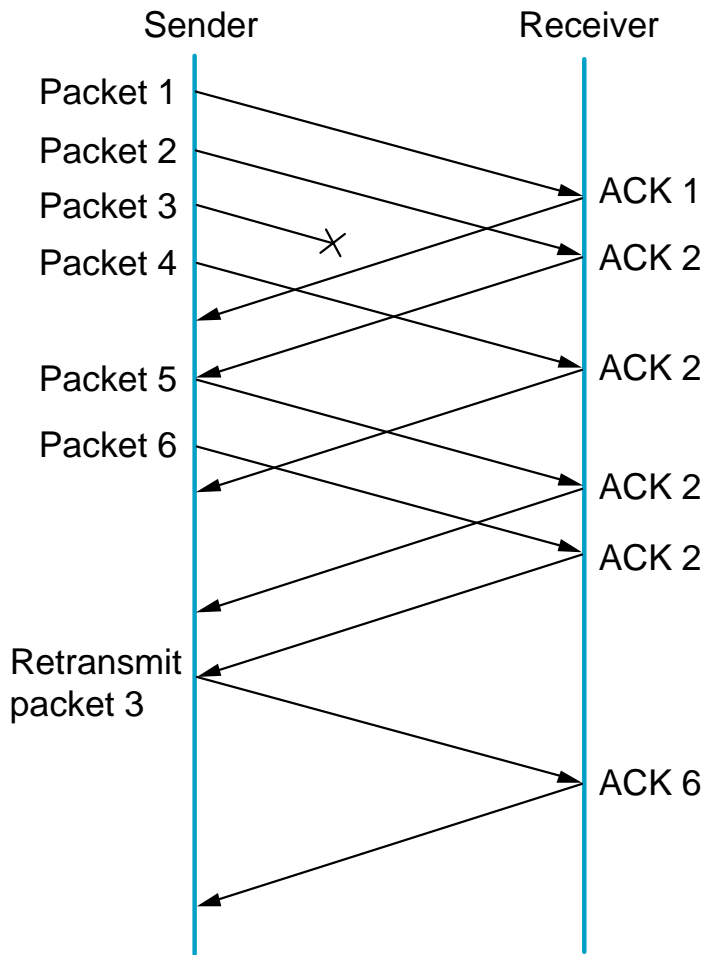 Sender
Receiver
Packet 1
Packet 2
ACK 1
Packet 3
ACK 2
Packet 4
ACK 2
Packet 5
Packet 6
ACK 2
ACK 2
Retransmit
packet 3
ACK 6